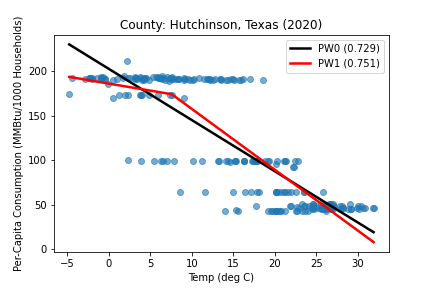 County: Hutchinson, Texas (2020)
PW0 (0.729)
PW1 (0.751)
Per-Capita Consumption (MMBtu/1000 Households)
200
150
100
50
0
−5 0 5 10 15 20 25 30
Temp (deg C)